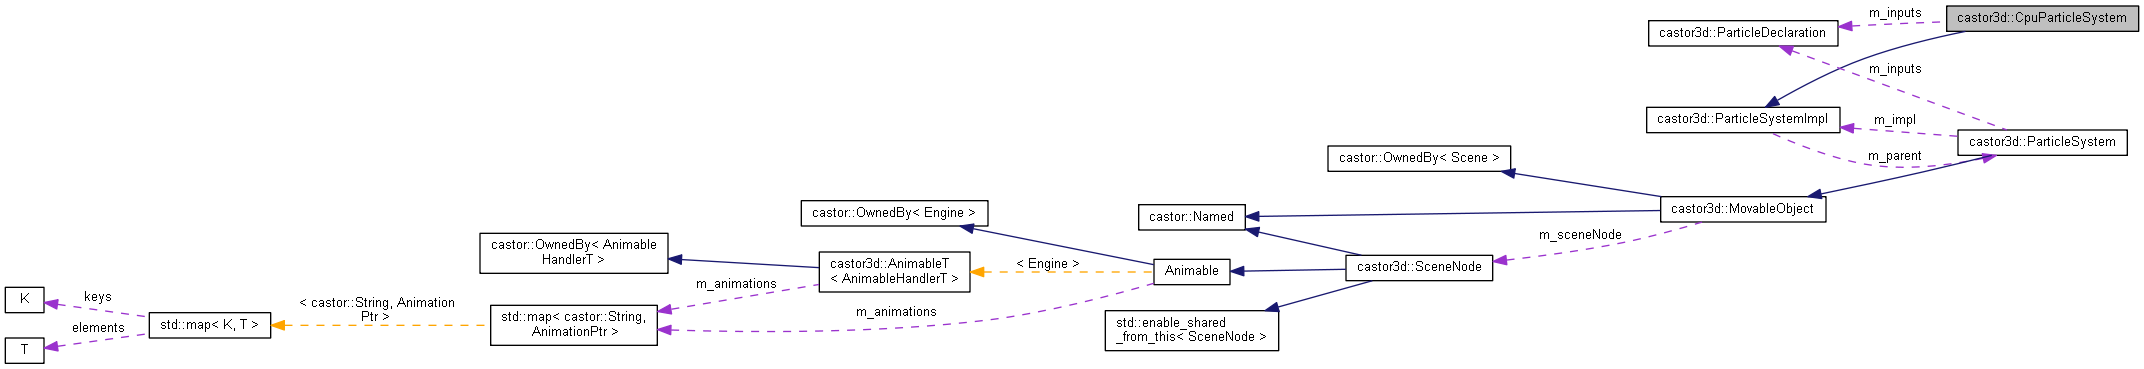 m_inputs
castor3d::CpuParticleSystem
castor3d::ParticleDeclaration
m_inputs
castor3d::ParticleSystemImpl
m_impl
castor3d::ParticleSystem
m_parent
castor::OwnedBy< Scene >
castor3d::MovableObject
castor::OwnedBy< Engine >
castor::Named
m_sceneNode
castor::OwnedBy< Animable
HandlerT >
castor3d::AnimableT
< AnimableHandlerT >
< Engine >
Animable
castor3d::SceneNode
m_animations
K
keys
< castor::String, Animation
Ptr >
std::map< castor::String,
AnimationPtr >
m_animations
std::map< K, T >
elements
T
std::enable_shared
_from_this< SceneNode >